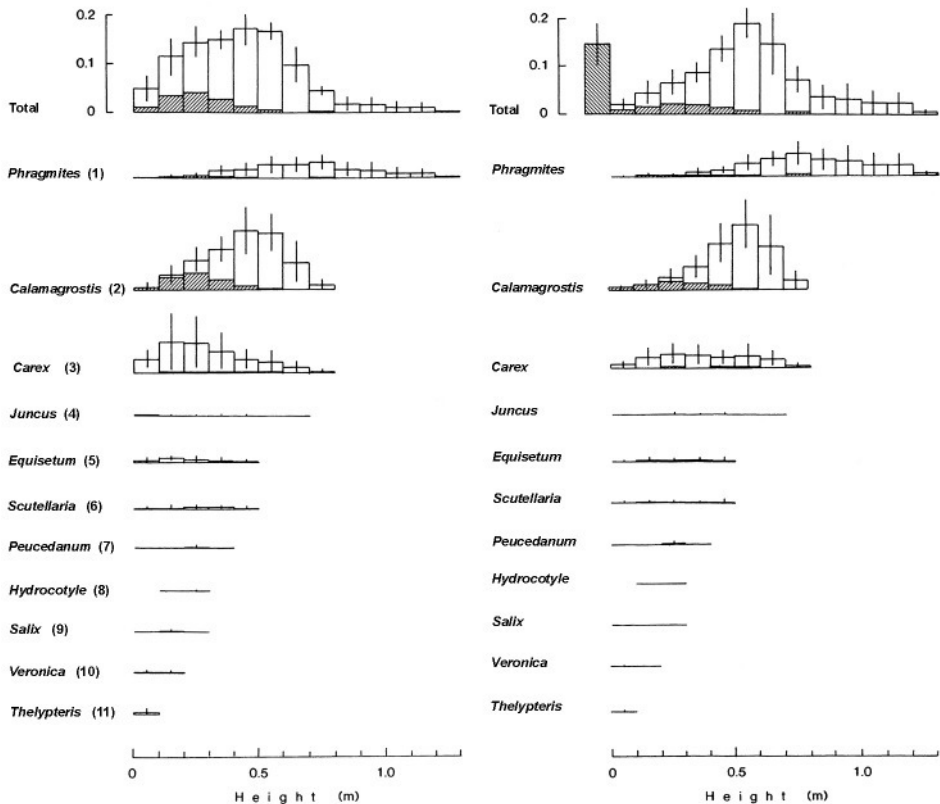 0.2
0.1
Total 0
Phragmites (1)
Calamagrostis (2)
Carex (3)
Juncus (4)
Equisetum (5)
Scutellaria (6)
Peucedanum (7)
Hydrocotyle (8)
Salix (9)
Veronica (10)
Thelypteris (11)
0 0.5 1.0
Height (m)
0.2
0.1
Total 0
Phragmites
Calamagrostis
Carex
Juncus
Equisetum
Scutellaria
Peucedanum
Hydrocotyle
Salix
Veronica
Thelypteris
0 0.5 1.0
Height (m)